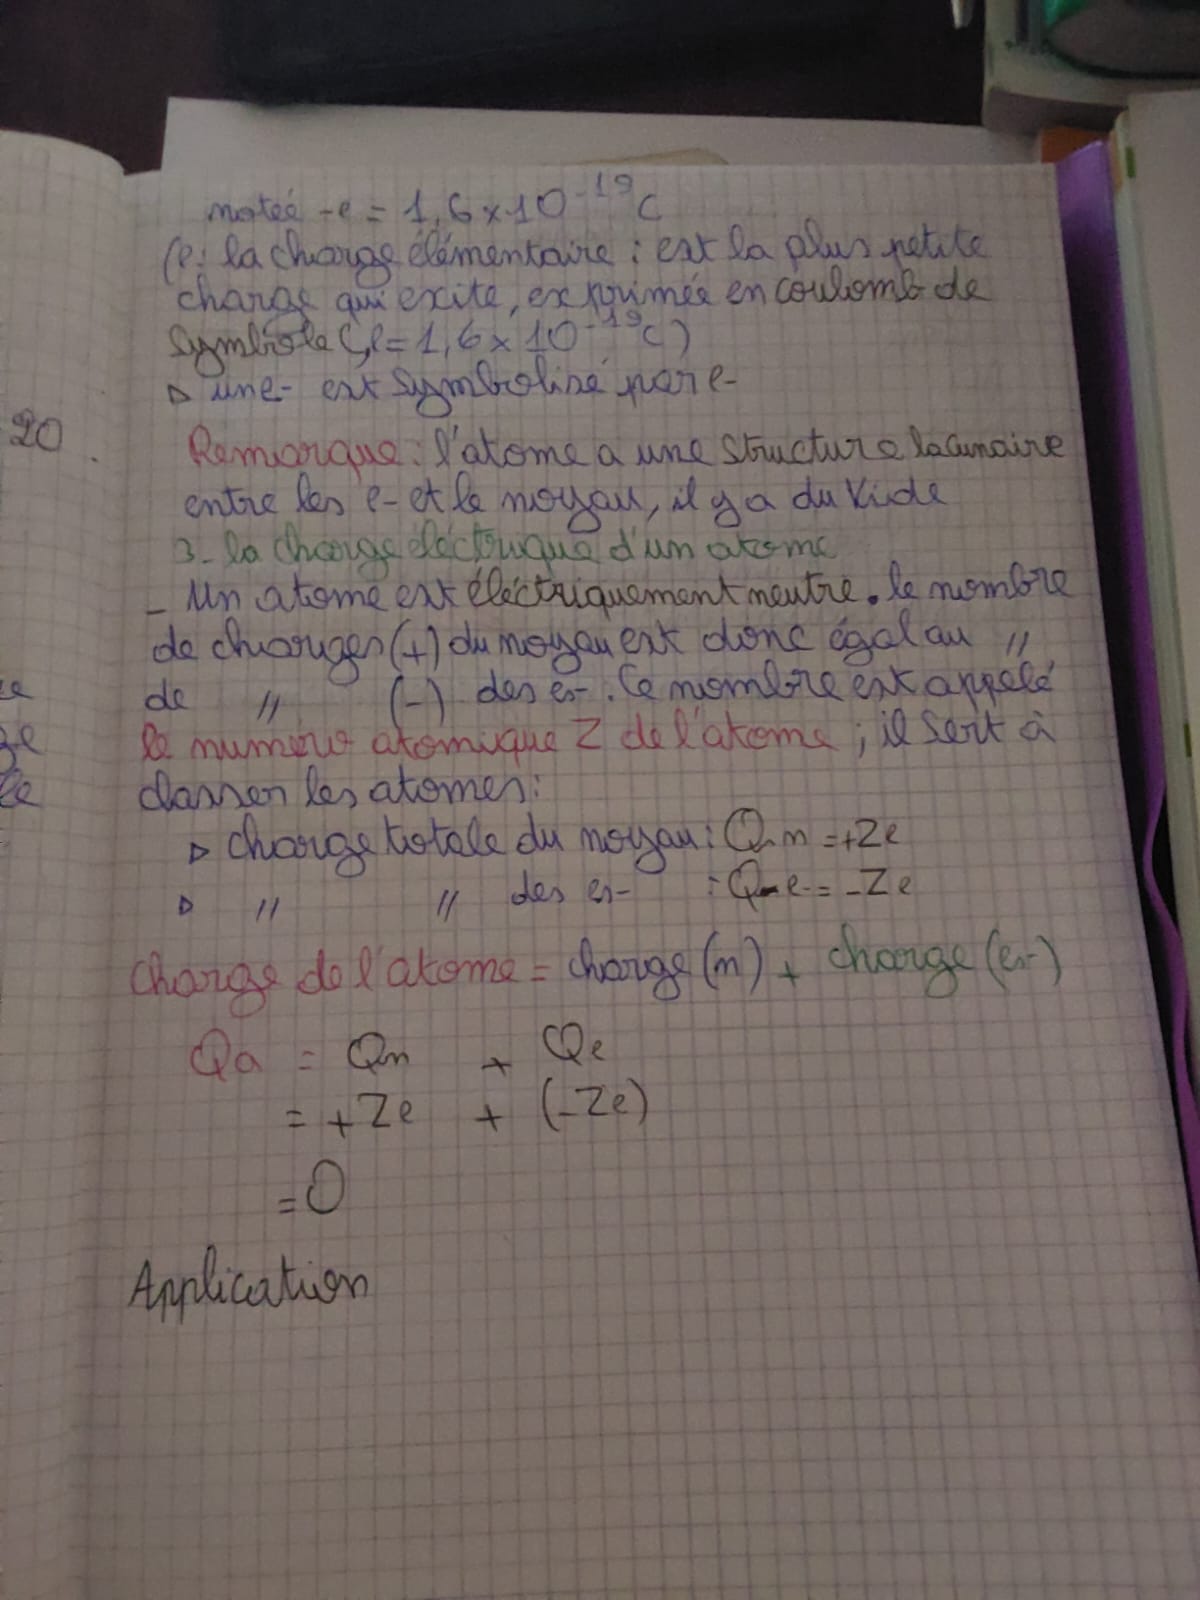 notée -e = 1,6 x 10^-19 C
(e: la charge élémentaire : est la plus petite
charge qui exite, exprimée en coulomb de
symbole C, e = 1,6 x 10^-19 C)
▷ une- est symbolisé par e-
20
Remarque : l'atome a une structure lacunaire
entre les e- et le noyau, il y a du vide
3- la charge éléctrique d'un atome
- Un atome est éléctriquement neutre. le nombre
de charges (+) du noyau est donc égal au //
de // (-) des es-. Ce nombre est appelé
le numéro atomique Z de l'atome ; il sert à
classer les atomes :
▷ charge totale du noyau : Qn = +Ze
▷ // // des es- : Qe = -Ze
charge de l'atome = charge (n) + charge (es-)
Qa = Qn + Qe
= +Ze + (-Ze)
= 0
Application